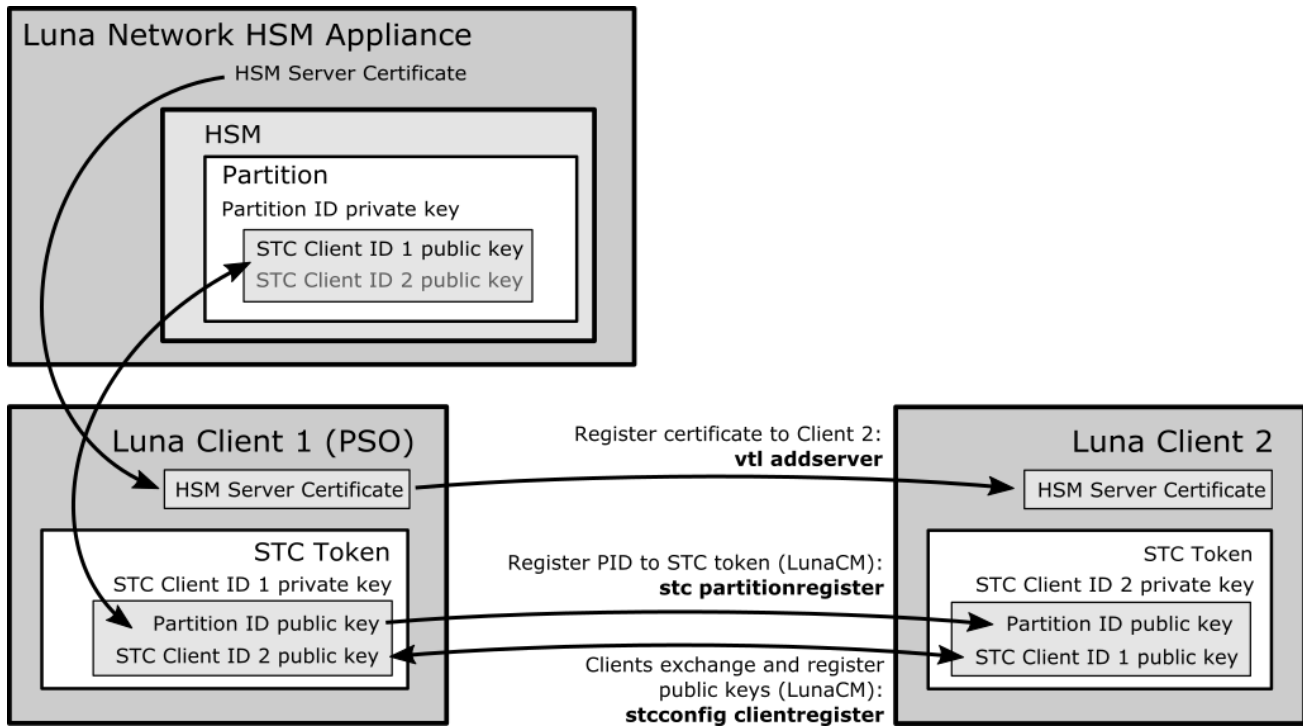 Luna Network HSM Appliance
HSM Server Certificate
HSM
Partition
Partition ID private key
STC Client ID 1 public key
STC Client ID 2 public key
Luna Client 1 (PSO)
HSM Server Certificate
STC Token
STC Client ID 1 private key
Partition ID public key
STC Client ID 2 public key
Register certificate to Client 2:
vtl addserver
Register PID to STC token (LunaCM):
stc partitionregister
Clients exchange and register
public keys (LunaCM):
stcconfig clientregister
Luna Client 2
HSM Server Certificate
STC Token
STC Client ID 2 private key
Partition ID public key
STC Client ID 1 public key